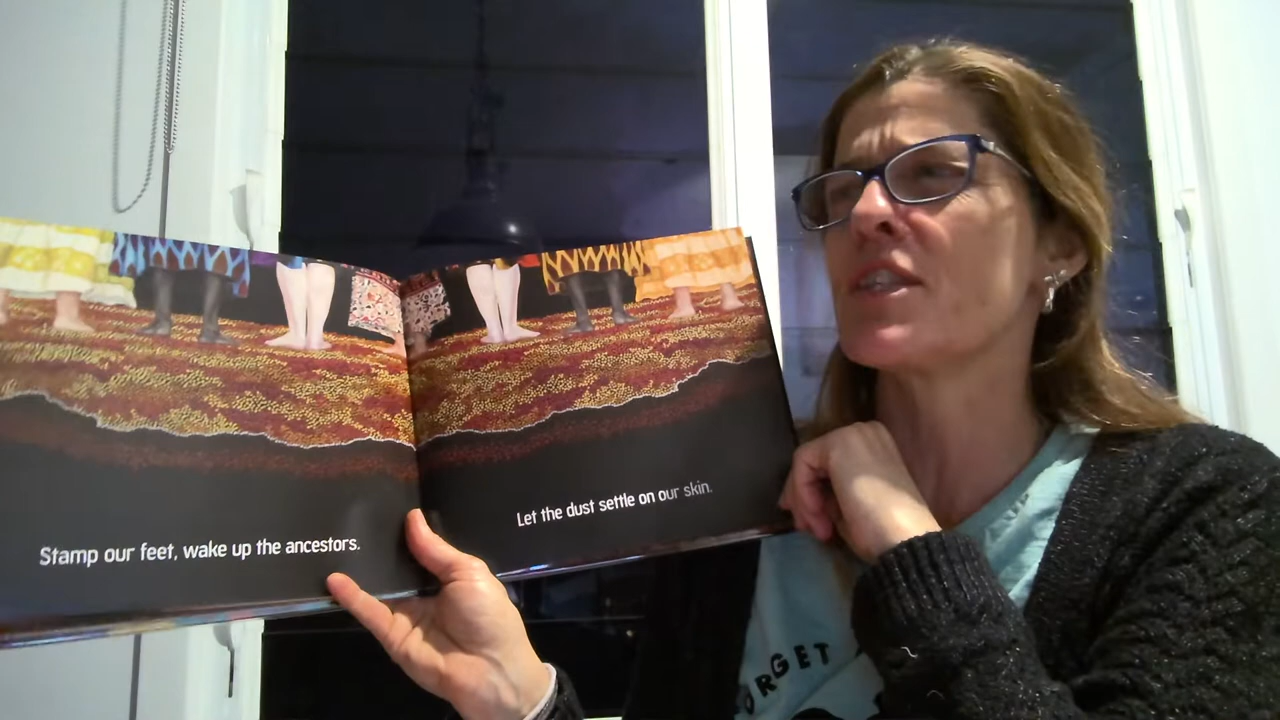 Stamp our feet, wake up the ancestors.
Let the dust settle on our skin.
ORGET